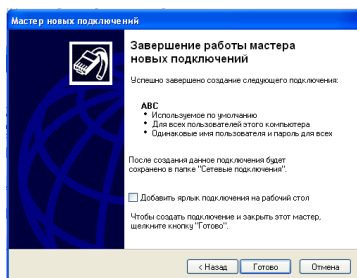 Мастер новых подключений
Завершение работы мастера
новых подключений
Успешно завершено создание следующего подключения:
ABC
• Используемое по умолчанию
• Для всех пользователей этого компьютера
• Одинаковые имя пользователя и пароль для всех
После создания данное подключения будет
сохранено в папке "Сетевые подключения".
Добавить ярлык подключения на рабочий стол
Чтобы создать подключение и закрыть этот мастер,
щелкните кнопку "Готово".
< Назад
Готово
Отмена